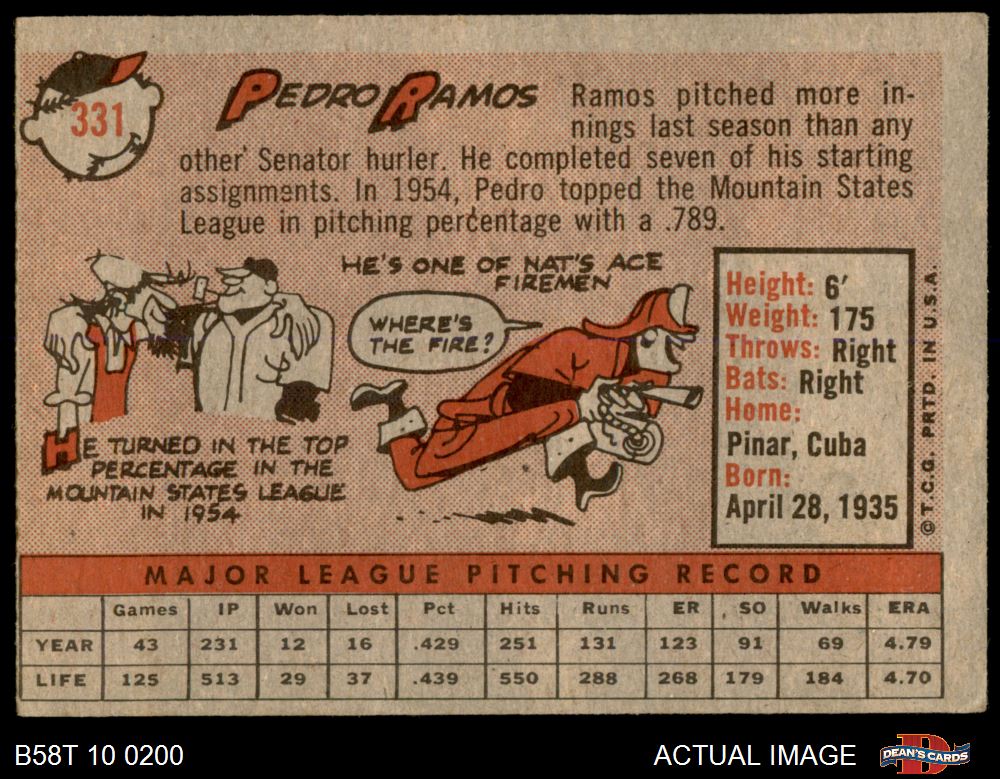 331
PEDRO RAMOS
Ramos pitched more in-
nings last season than any
other Senator hurler. He completed seven of his starting
assignments. In 1954, Pedro topped the Mountain States
League in pitching percentage with a .789.
HE'S ONE OF NAT'S ACE
FIREMEN
WHERE'S
THE FIRE?
HE TURNED IN THE TOP
PERCENTAGE IN THE
MOUNTAIN STATES LEAGUE
IN 1954
Height: 6'
Weight: 175
Throws: Right
Bats: Right
Home:
Pinar, Cuba
Born:
April 28, 1935
© T.C.G. PRTD. IN U.S.A.
MAJOR LEAGUE PITCHING RECORD
Games IP Won Lost Pct Hits Runs ER SO Walks ERA
YEAR 43 231 12 16 .429 251 131 123 91 69 4.79
LIFE 125 513 29 37 .439 550 288 268 179 184 4.70
B58T 10 0200
ACTUAL IMAGE
DEAN'S CARDS